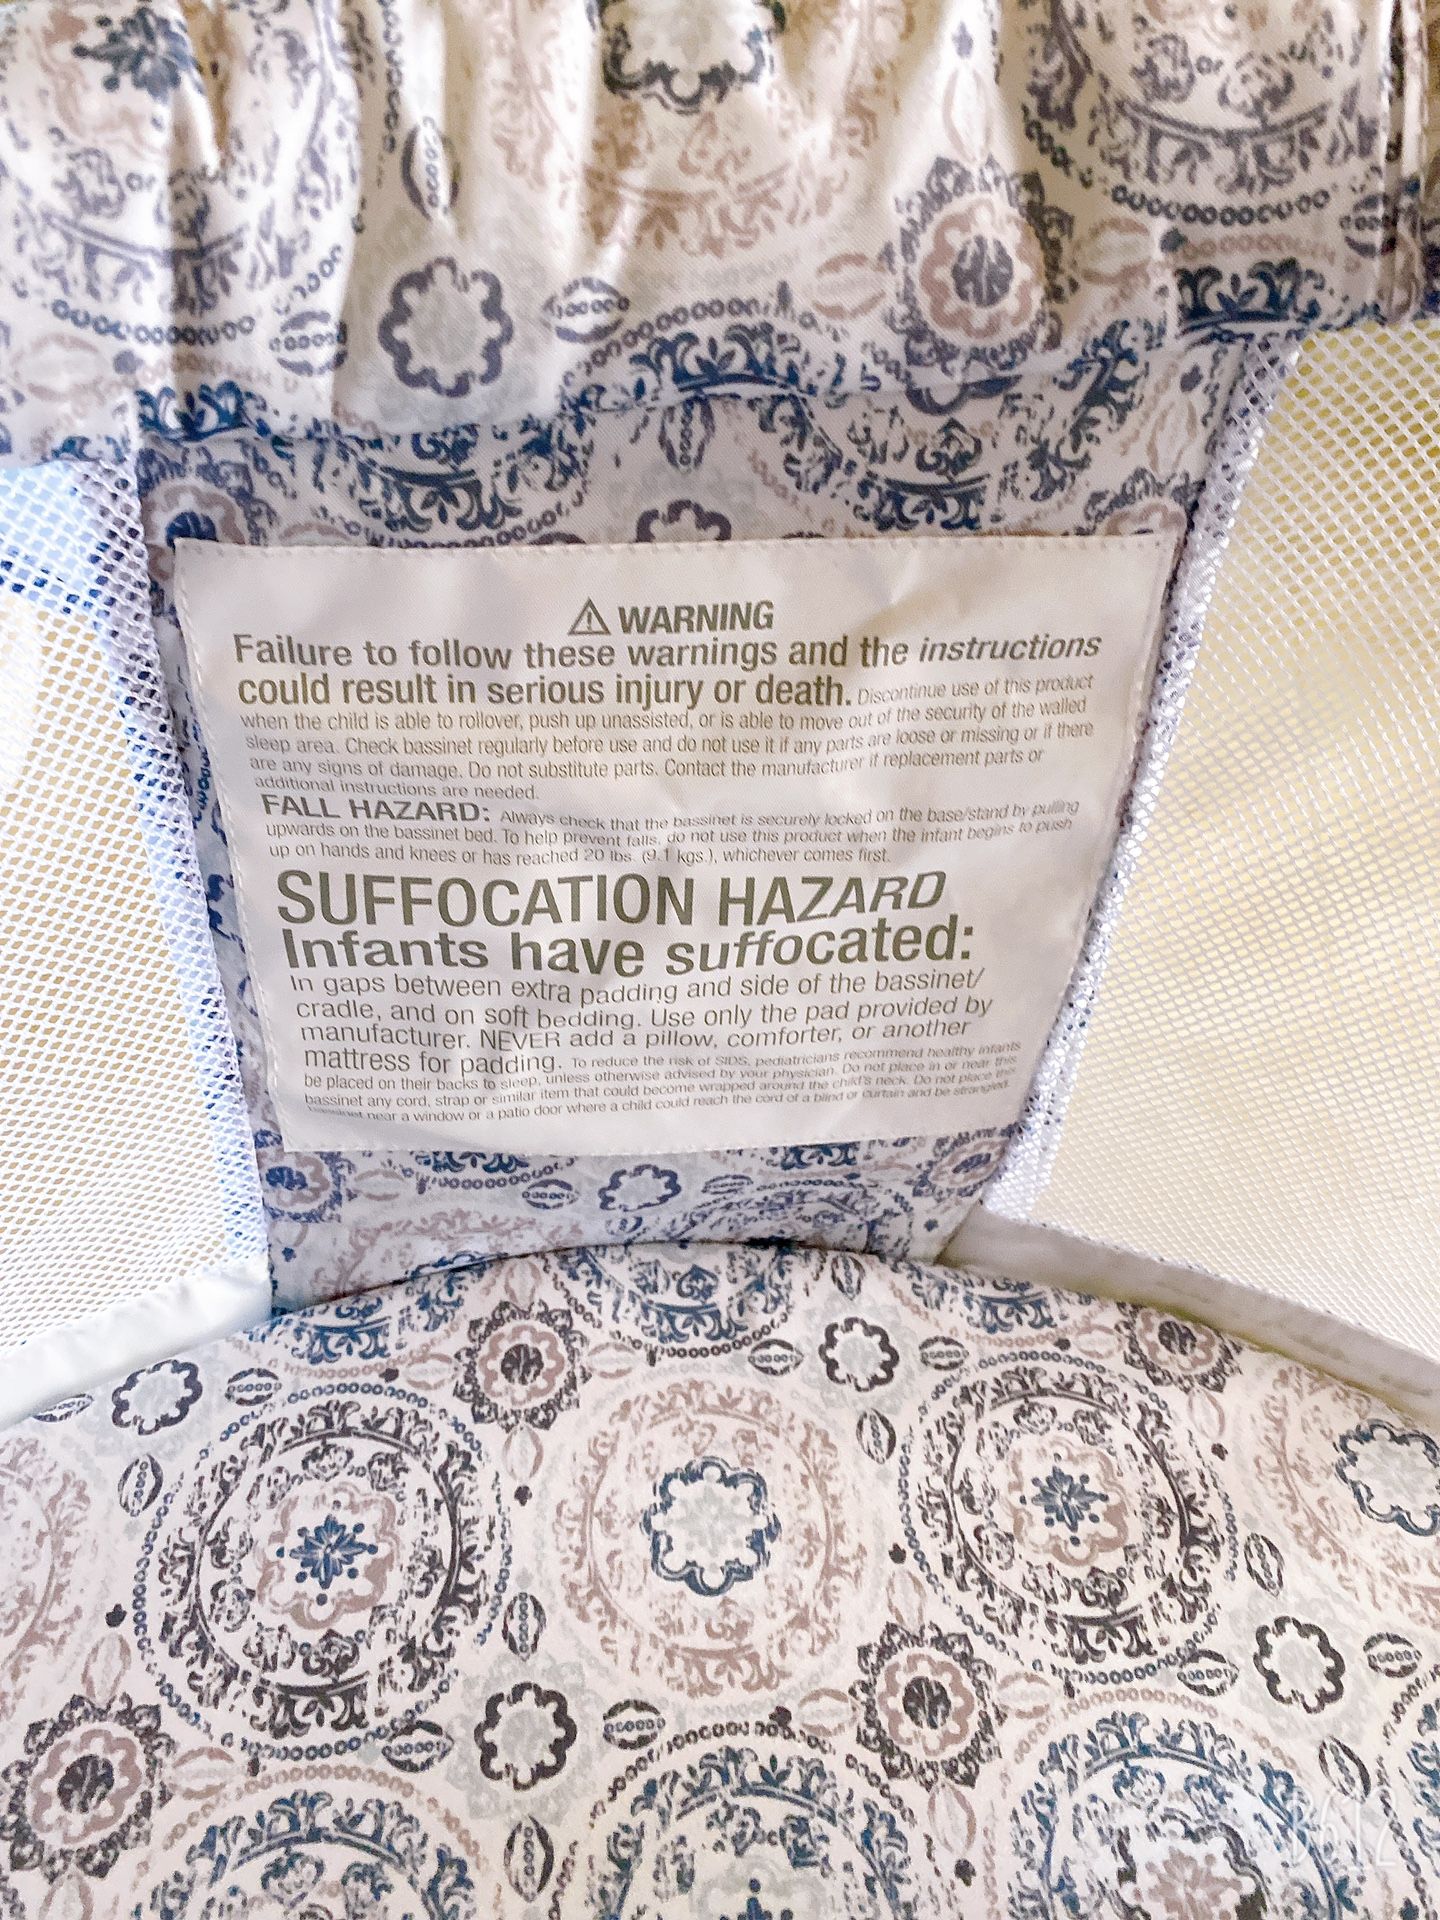 ⚠ WARNING
Failure to follow these warnings and the instructions
could result in serious injury or death. Discontinue use of this product
when the child is able to rollover, push up unassisted, or is able to move out of the security of the walled
sleep area. Check bassinet regularly before use and do not use it if any parts are loose or missing or if there
are any signs of damage. Do not substitute parts. Contact the manufacturer if replacement parts or
additional instructions are needed.
FALL HAZARD: Always check that the bassinet is securely locked on the base/stand by pulling
upwards on the bassinet bed. To help prevent falls, do not use this product when the infant begins to push
up on hands and knees or has reached 20 lbs. (9.1 kgs.), whichever comes first.
SUFFOCATION HAZARD
Infants have suffocated:
In gaps between extra padding and side of the bassinet/
cradle, and on soft bedding. Use only the pad provided by
manufacturer. NEVER add a pillow, comforter, or another
mattress for padding. To reduce the risk of SIDS, pediatricians recommend healthy infants
be placed on their backs to sleep, unless otherwise advised by your physician. Do not place in or near this
bassinet any cord, strap or similar item that could become wrapped around the child's neck. Do not place this
bassinet near a window or a patio door where a child could reach the cord of a blind or curtain and be strangled.
B612